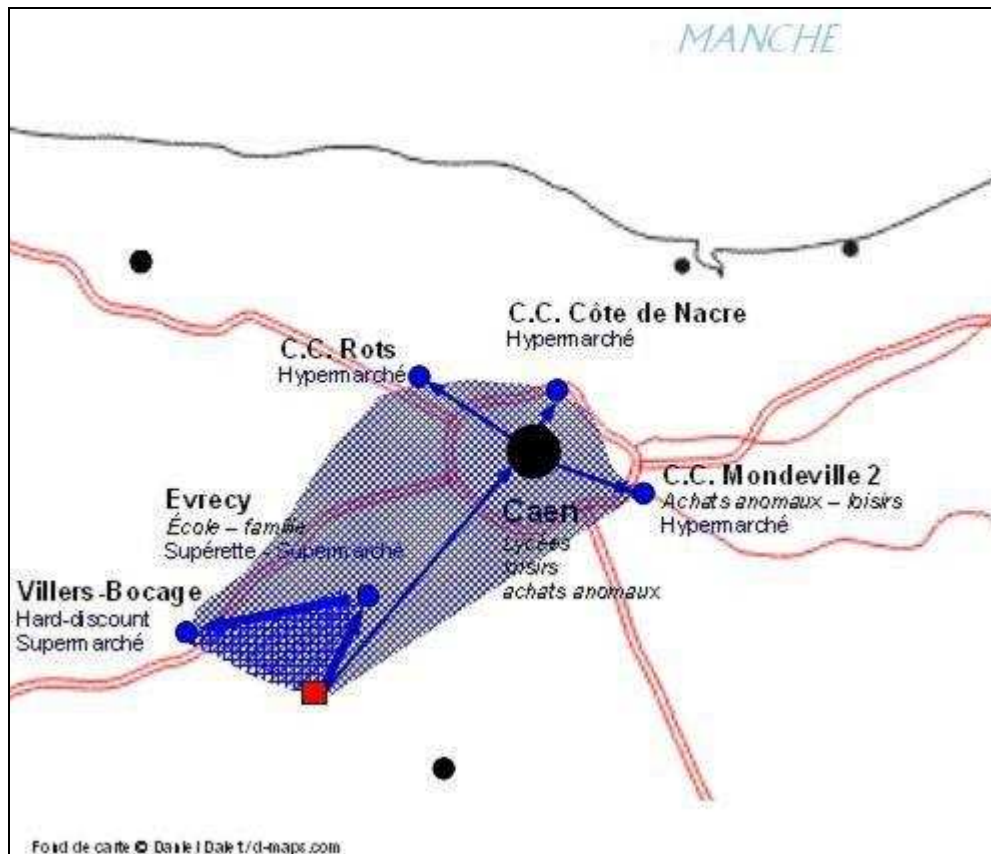 MANCHE
C.C. Côte de Nacre
Hypermarché
C.C. Rots
Hypermarché
C.C. Mondeville 2
Achats anomaux – loisirs
Hypermarché
Evrecy
École – famille
Supérette - Supermarché
Caen
Lycées
loisirs
achats anomaux
Villers-Bocage
Hard-discount
Supermarché
Fond de carte © Daniel Dalet / d-maps.com